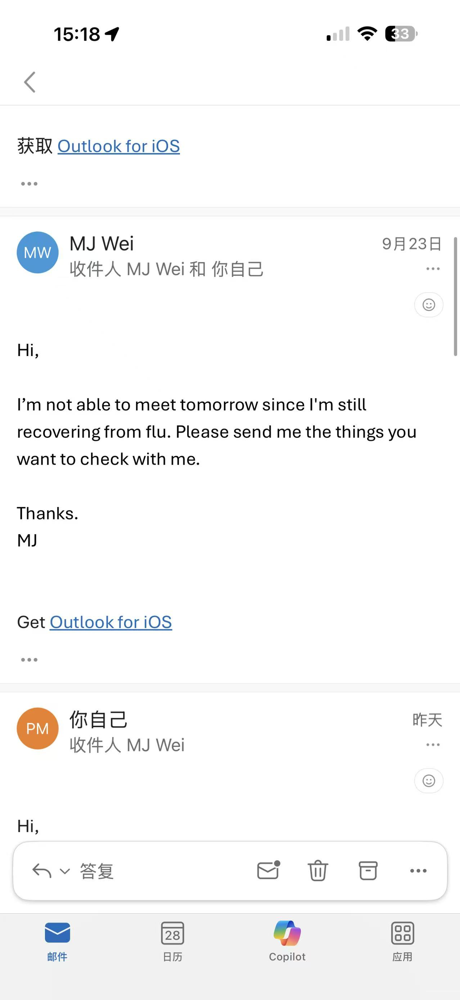 15:18
33
获取 Outlook for iOS
MW
MJ Wei
9月23日
收件人 MJ Wei 和 你自己
Hi,
I’m not able to meet tomorrow since I'm still
recovering from flu. Please send me the things you
want to check with me.
Thanks.
MJ
Get Outlook for iOS
PM
你自己
昨天
收件人 MJ Wei
Hi,
答复
28
邮件
日历
Copilot
应用